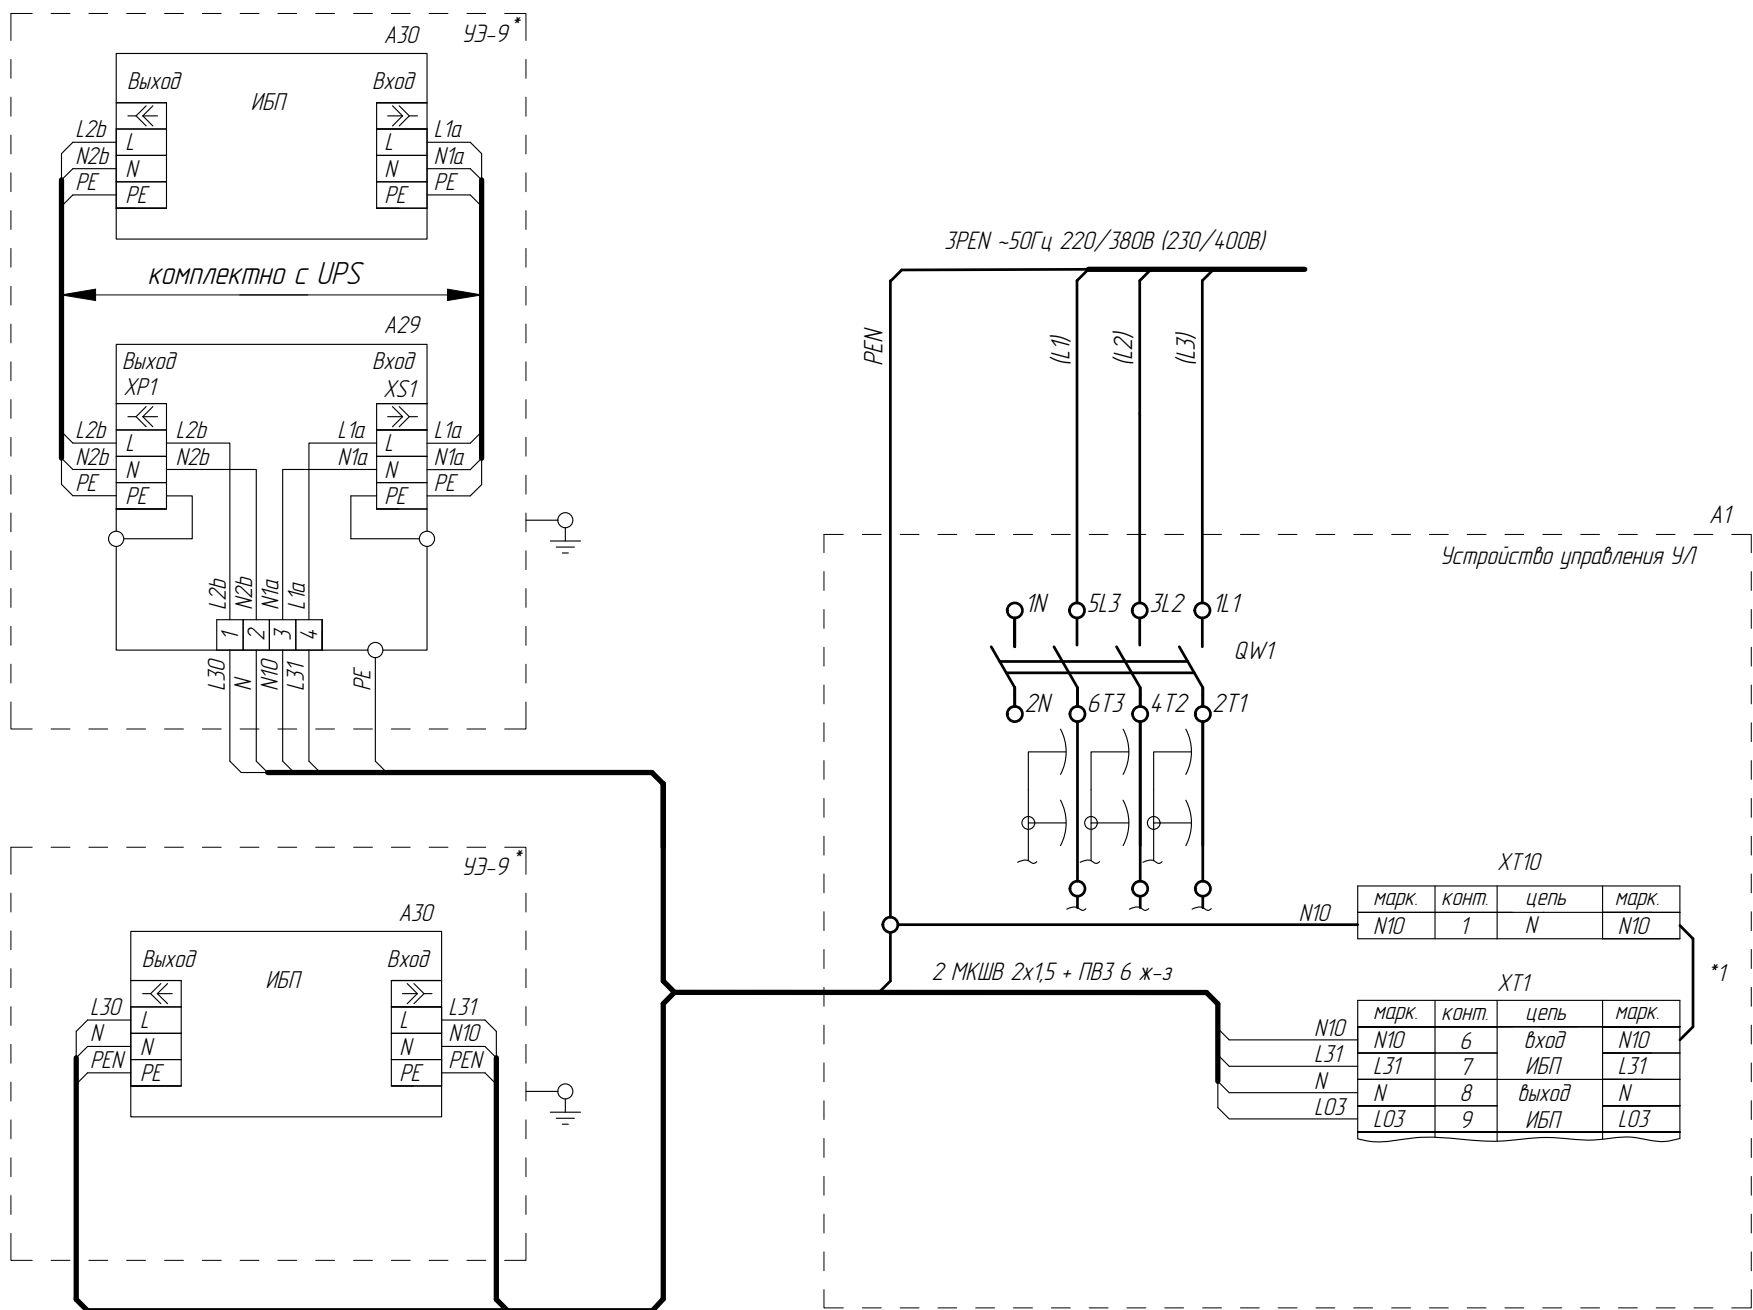 УЭ-9*
А30
Выход
ИБП
Вход
L2b
L
L
L1a
N2b
N
N
N1a
PE
PE
PE
PE
комплектно с UPS
А29
Выход
XP1
Вход
XS1
L2b
L
L2b
L1a
L
L1a
N2b
N
N2b
N1a
N
N1a
PE
PE
PE
PE
L2b
N2b
N1a
L1a
1
2
3
4
L30
N
N10
L31
PE
УЭ-9*
А30
Выход
ИБП
Вход
L30
L
L
L31
N
N
N
N10
PEN
PE
PE
PEN
3PEN ~50Гц 220/380В (230/400В)
PEN
(L1)
(L2)
(L3)
А1
Устройство управления УЛ
1N
5L3
3L2
1L1
QW1
2N
6T3
4T2
2T1
XT10
марк. конт. цепь марк.
N10
N10 1 N N10
2 МКШВ 2х1,5 + ПВ3 6 ж-з
*1
XT1
марк. конт. цепь марк.
N10
N10 6 вход N10
L31
L31 7 ИБП L31
N
N 8 выход N
L03
L03 9 ИБП L03